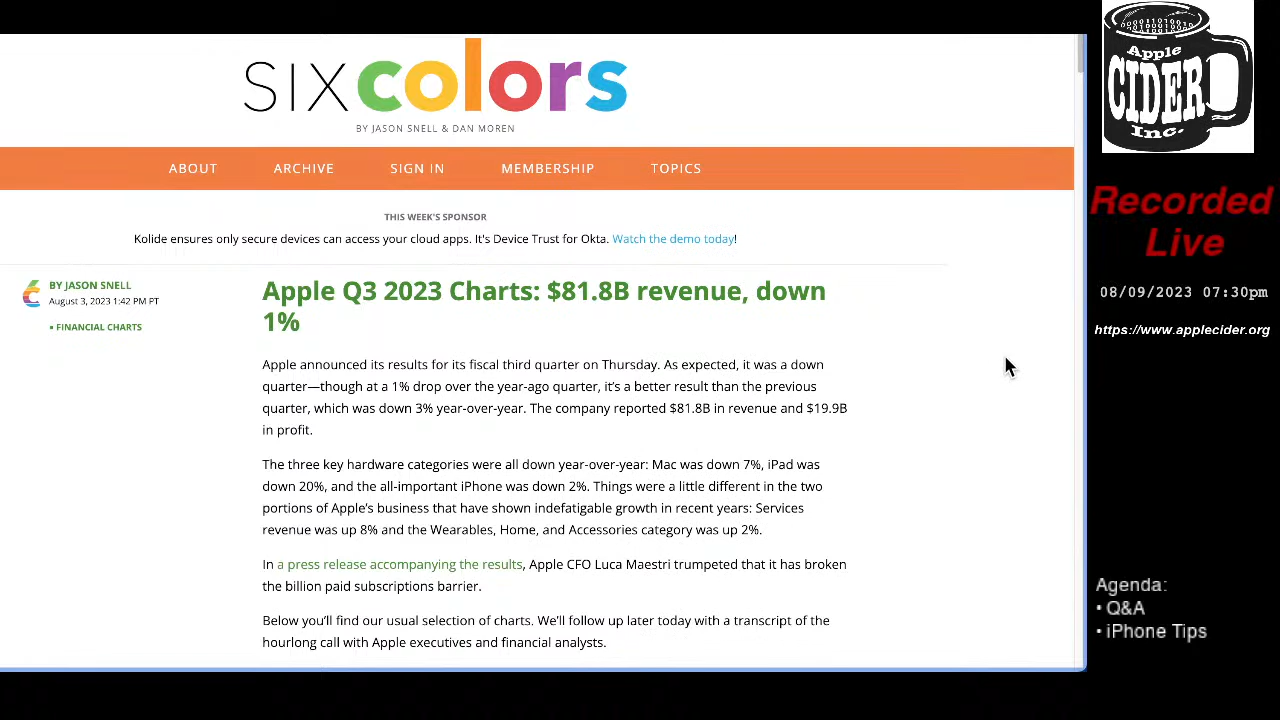 SIXcolors
BY JASON SNELL & DAN MOREN
ABOUT ARCHIVE SIGN IN MEMBERSHIP TOPICS
THIS WEEK'S SPONSOR
Kolide ensures only secure devices can access your cloud apps. It's Device Trust for Okta. Watch the demo today!
BY JASON SNELL
August 3, 2023 1:42 PM PT
▪ FINANCIAL CHARTS
Apple Q3 2023 Charts: $81.8B revenue, down
1%
Apple announced its results for its fiscal third quarter on Thursday. As expected, it was a down
quarter—though at a 1% drop over the year-ago quarter, it’s a better result than the previous
quarter, which was down 3% year-over-year. The company reported $81.8B in revenue and $19.9B
in profit.
The three key hardware categories were all down year-over-year: Mac was down 7%, iPad was
down 20%, and the all-important iPhone was down 2%. Things were a little different in the two
portions of Apple’s business that have shown indefatigable growth in recent years: Services
revenue was up 8% and the Wearables, Home, and Accessories category was up 2%.
In a press release accompanying the results, Apple CFO Luca Maestri trumpeted that it has broken
the billion paid subscriptions barrier.
Below you’ll find our usual selection of charts. We’ll follow up later today with a transcript of the
hourlong call with Apple executives and financial analysts.
Apple
CIDER
Inc.
Recorded
Live
08/09/2023 07:30pm
https://www.applecider.org
Agenda:
• Q&A
• iPhone Tips